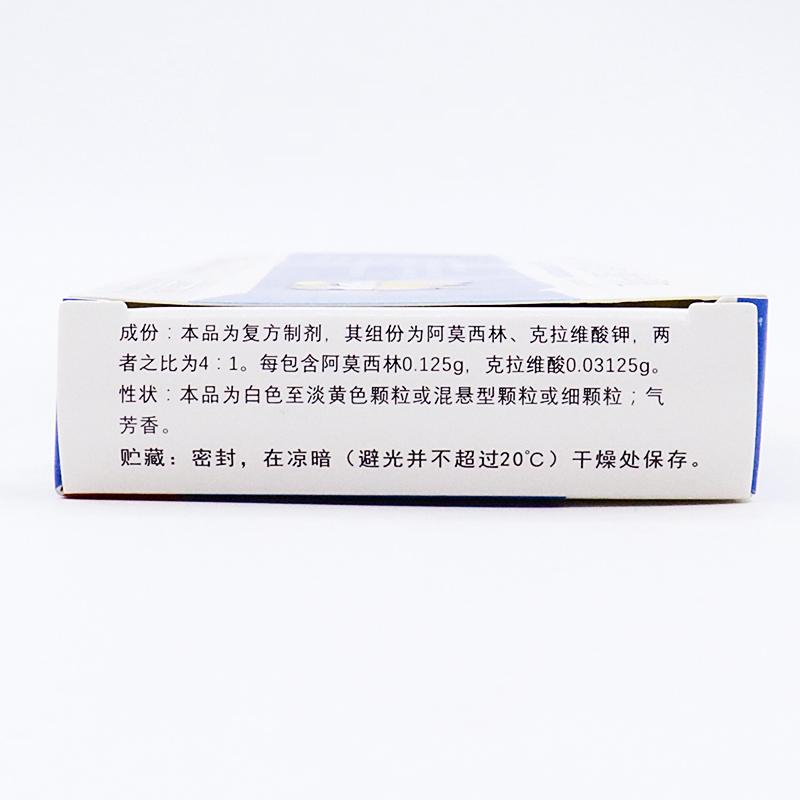 成份：本品为复方制剂，其组份为阿莫西林、克拉维酸钾，两
者之比为4：1。每包含阿莫西林0.125g，克拉维酸0.03125g。
性状：本品为白色至淡黄色颗粒或混悬型颗粒或细颗粒；气
芳香。
贮藏：密封，在凉暗（避光并不超过20℃）干燥处保存。